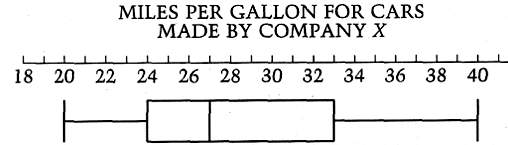 MILES PER GALLON FOR CARS
MADE BY COMPANY X
18 20 22 24 26 28 30 32 34 36 38 40